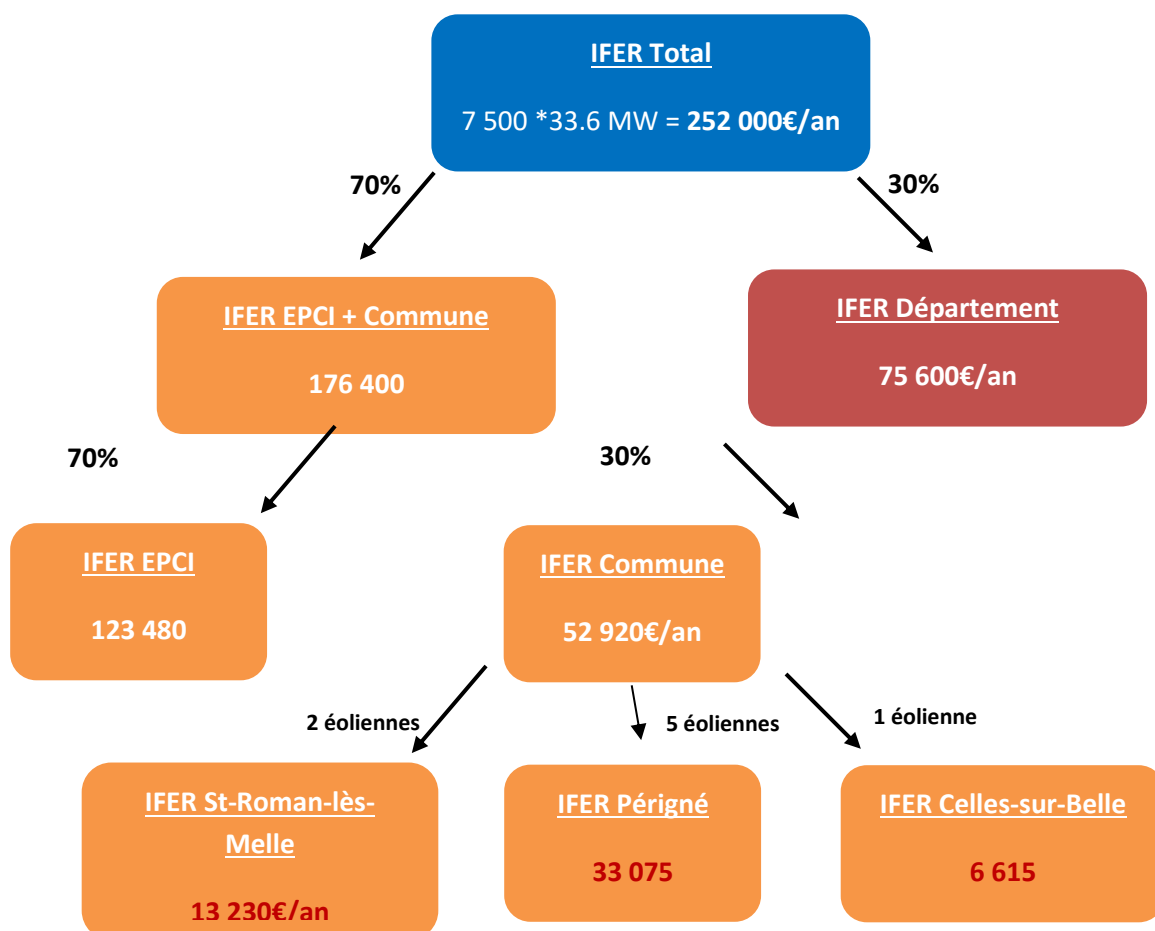 IFER Total
7 500 *33.6 MW = 252 000€/an
70%
30%
IFER EPCI + Commune
176 400
IFER Département
75 600€/an
70%
30%
IFER EPCI
123 480
IFER Commune
52 920€/an
2 éoliennes
5 éoliennes
1 éolienne
IFER St-Roman-lès-
Melle
13 230€/an
IFER Périgné
33 075
IFER Celles-sur-Belle
6 615